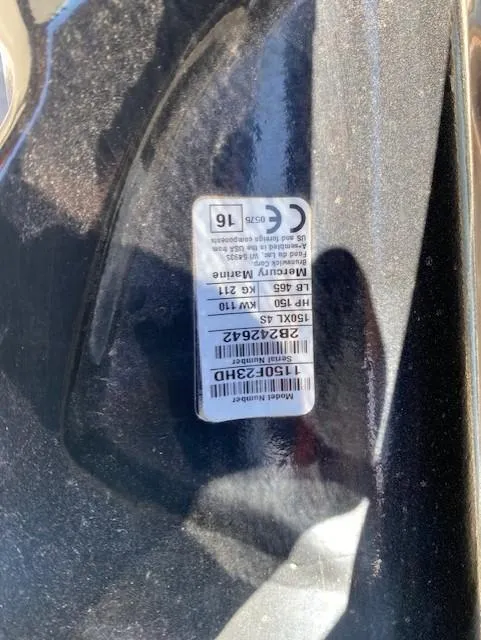 Model Number
1150F23HD
Serial Number
2B242642
150XL 4S
HP 150 KW 110
LB 465 KG 211
Mercury Marine
Brunswick Corp.
Fond du Lac, WI 54935
Assembled in the USA from
US and foreign components
CE 0575 16